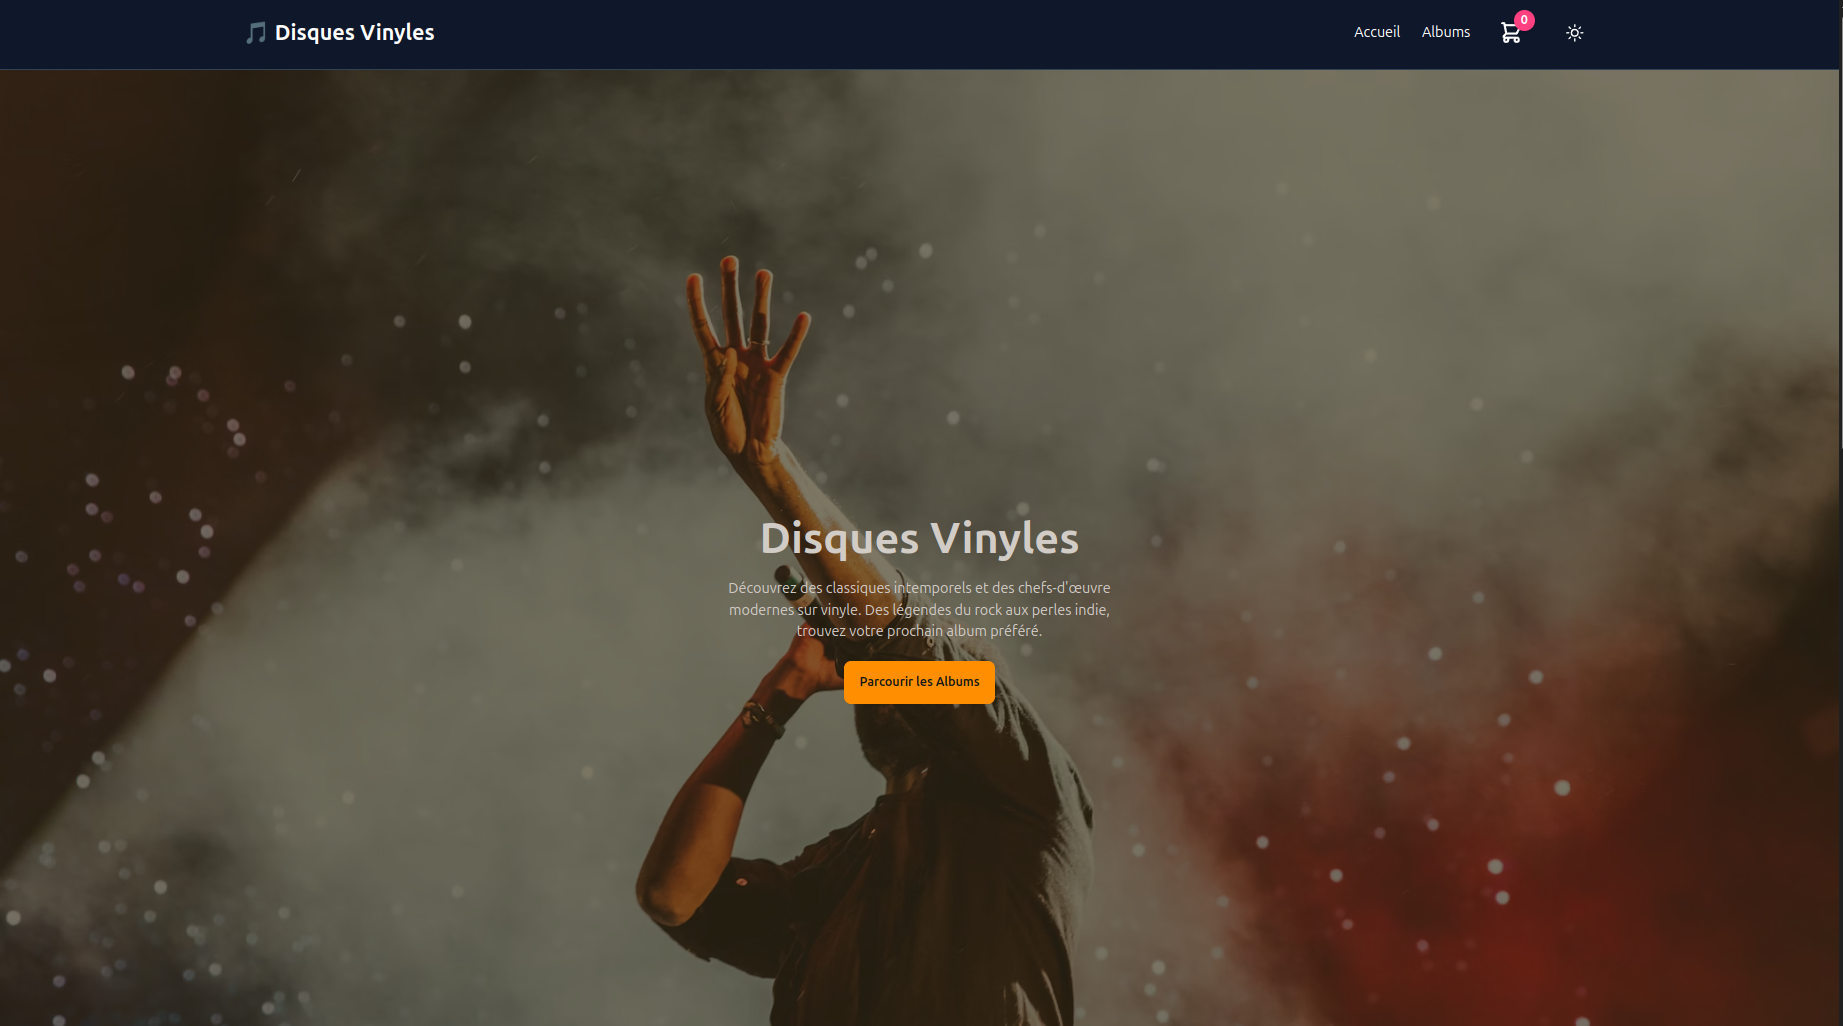 Disques Vinyles
Accueil
Albums
0
Disques Vinyles
Découvrez des classiques intemporels et des chefs-d'œuvre
modernes sur vinyle. Des légendes du rock aux perles indie,
trouvez votre prochain album préféré.
Parcourir les Albums